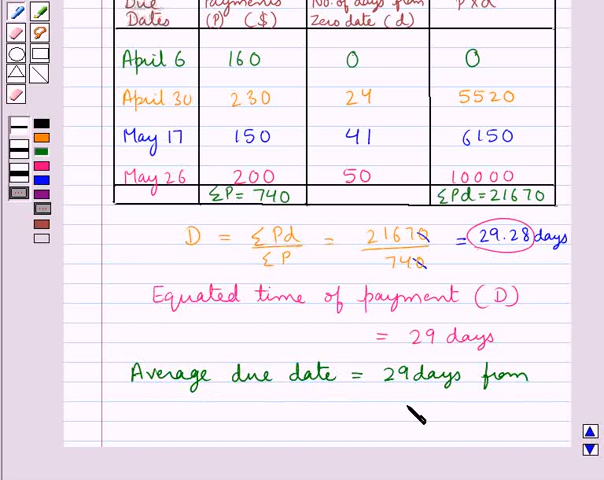 Due Payments No. of days from P x d
Dates (P) ($) Zero date (d)
April 6 160 0 0
April 30 230 24 5520
May 17 150 41 6150
May 26 200 50 10000
ΣP = 740 ΣPd = 21670
D = ΣPd / ΣP = 21670 / 740 = 29.28 days
Equated time of payment (D)
= 29 days
Average due date = 29 days from